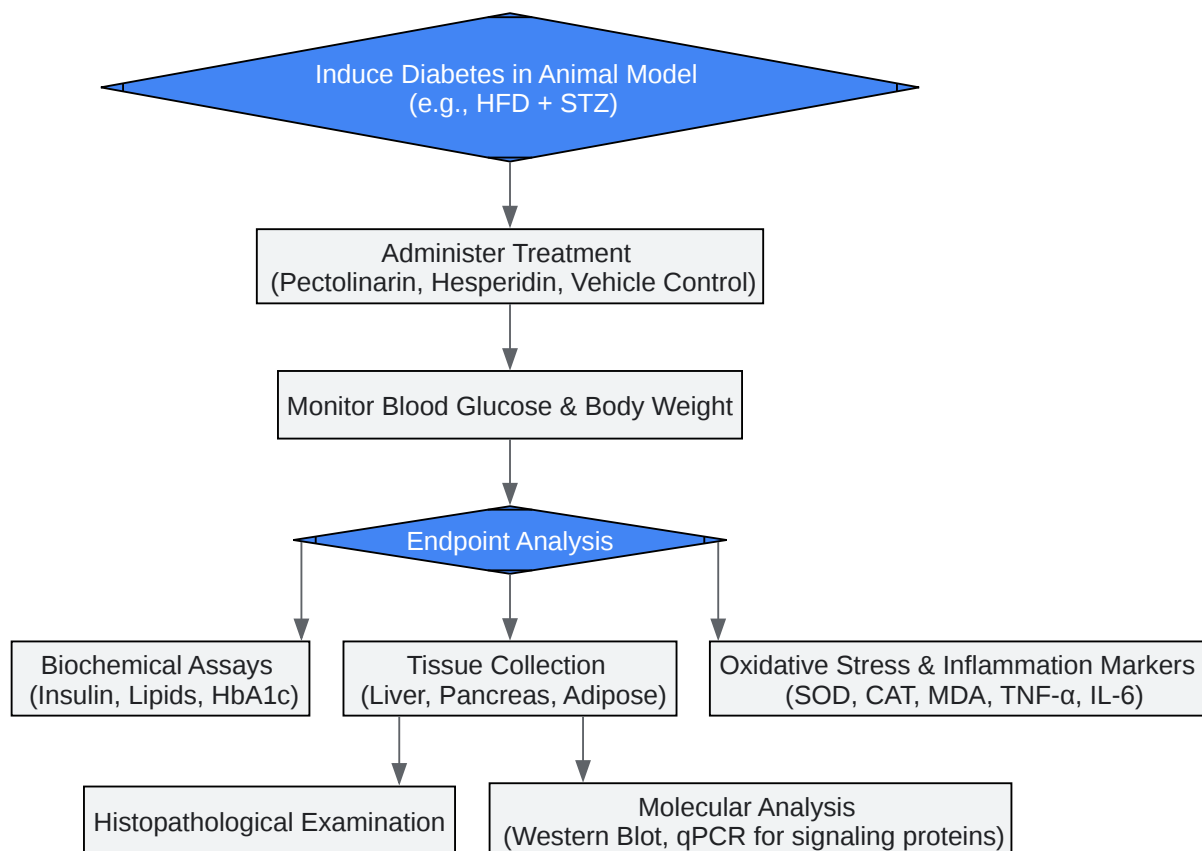 Induce Diabetes in Animal Model
(e.g., HFD + STZ)
Administer Treatment
(Pectolinarin, Hesperidin, Vehicle Control)
Monitor Blood Glucose & Body Weight
Endpoint Analysis
Biochemical Assays
(Insulin, Lipids, HbA1c)
Tissue Collection
(Liver, Pancreas, Adipose)
Oxidative Stress & Inflammation Markers
(SOD, CAT, MDA, TNF-α, IL-6)
Histopathological Examination
Molecular Analysis
(Western Blot, qPCR for signaling proteins)